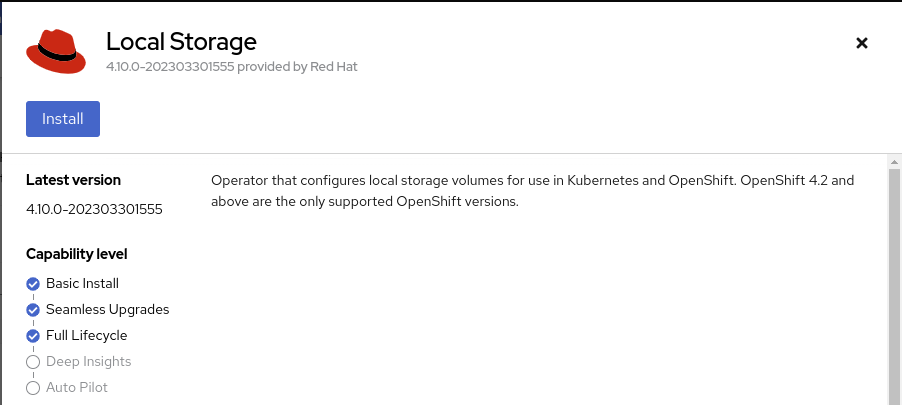 Local Storage
4.10.0-202303301555 provided by Red Hat
Install
Latest version
4.10.0-202303301555
Capability level
Basic Install
Seamless Upgrades
Full Lifecycle
Deep Insights
Auto Pilot
Operator that configures local storage volumes for use in Kubernetes and OpenShift. OpenShift 4.2 and
above are the only supported OpenShift versions.